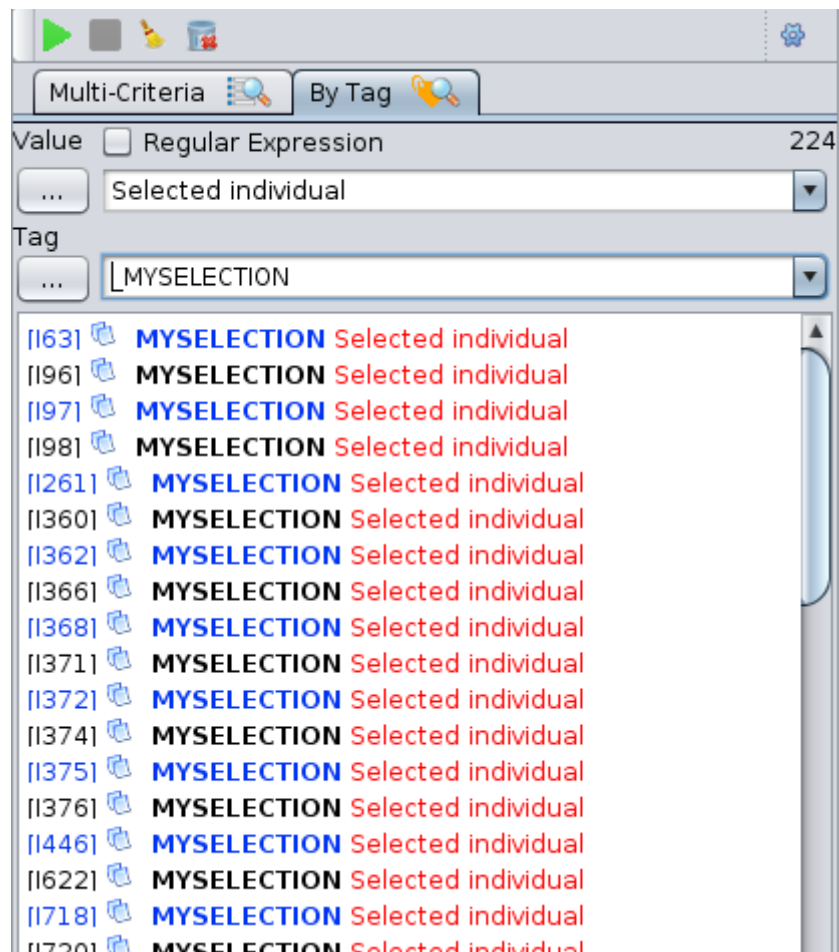 Multi-Criteria By Tag
Value Regular Expression 224
... Selected individual
Tag
... _MYSELECTION
[I63] MYSELECTION Selected individual
[I96] MYSELECTION Selected individual
[I97] MYSELECTION Selected individual
[I98] MYSELECTION Selected individual
[I261] MYSELECTION Selected individual
[I360] MYSELECTION Selected individual
[I362] MYSELECTION Selected individual
[I366] MYSELECTION Selected individual
[I368] MYSELECTION Selected individual
[I371] MYSELECTION Selected individual
[I372] MYSELECTION Selected individual
[I374] MYSELECTION Selected individual
[I375] MYSELECTION Selected individual
[I376] MYSELECTION Selected individual
[I446] MYSELECTION Selected individual
[I622] MYSELECTION Selected individual
[I718] MYSELECTION Selected individual
[I720] MYSELECTION Selected individual